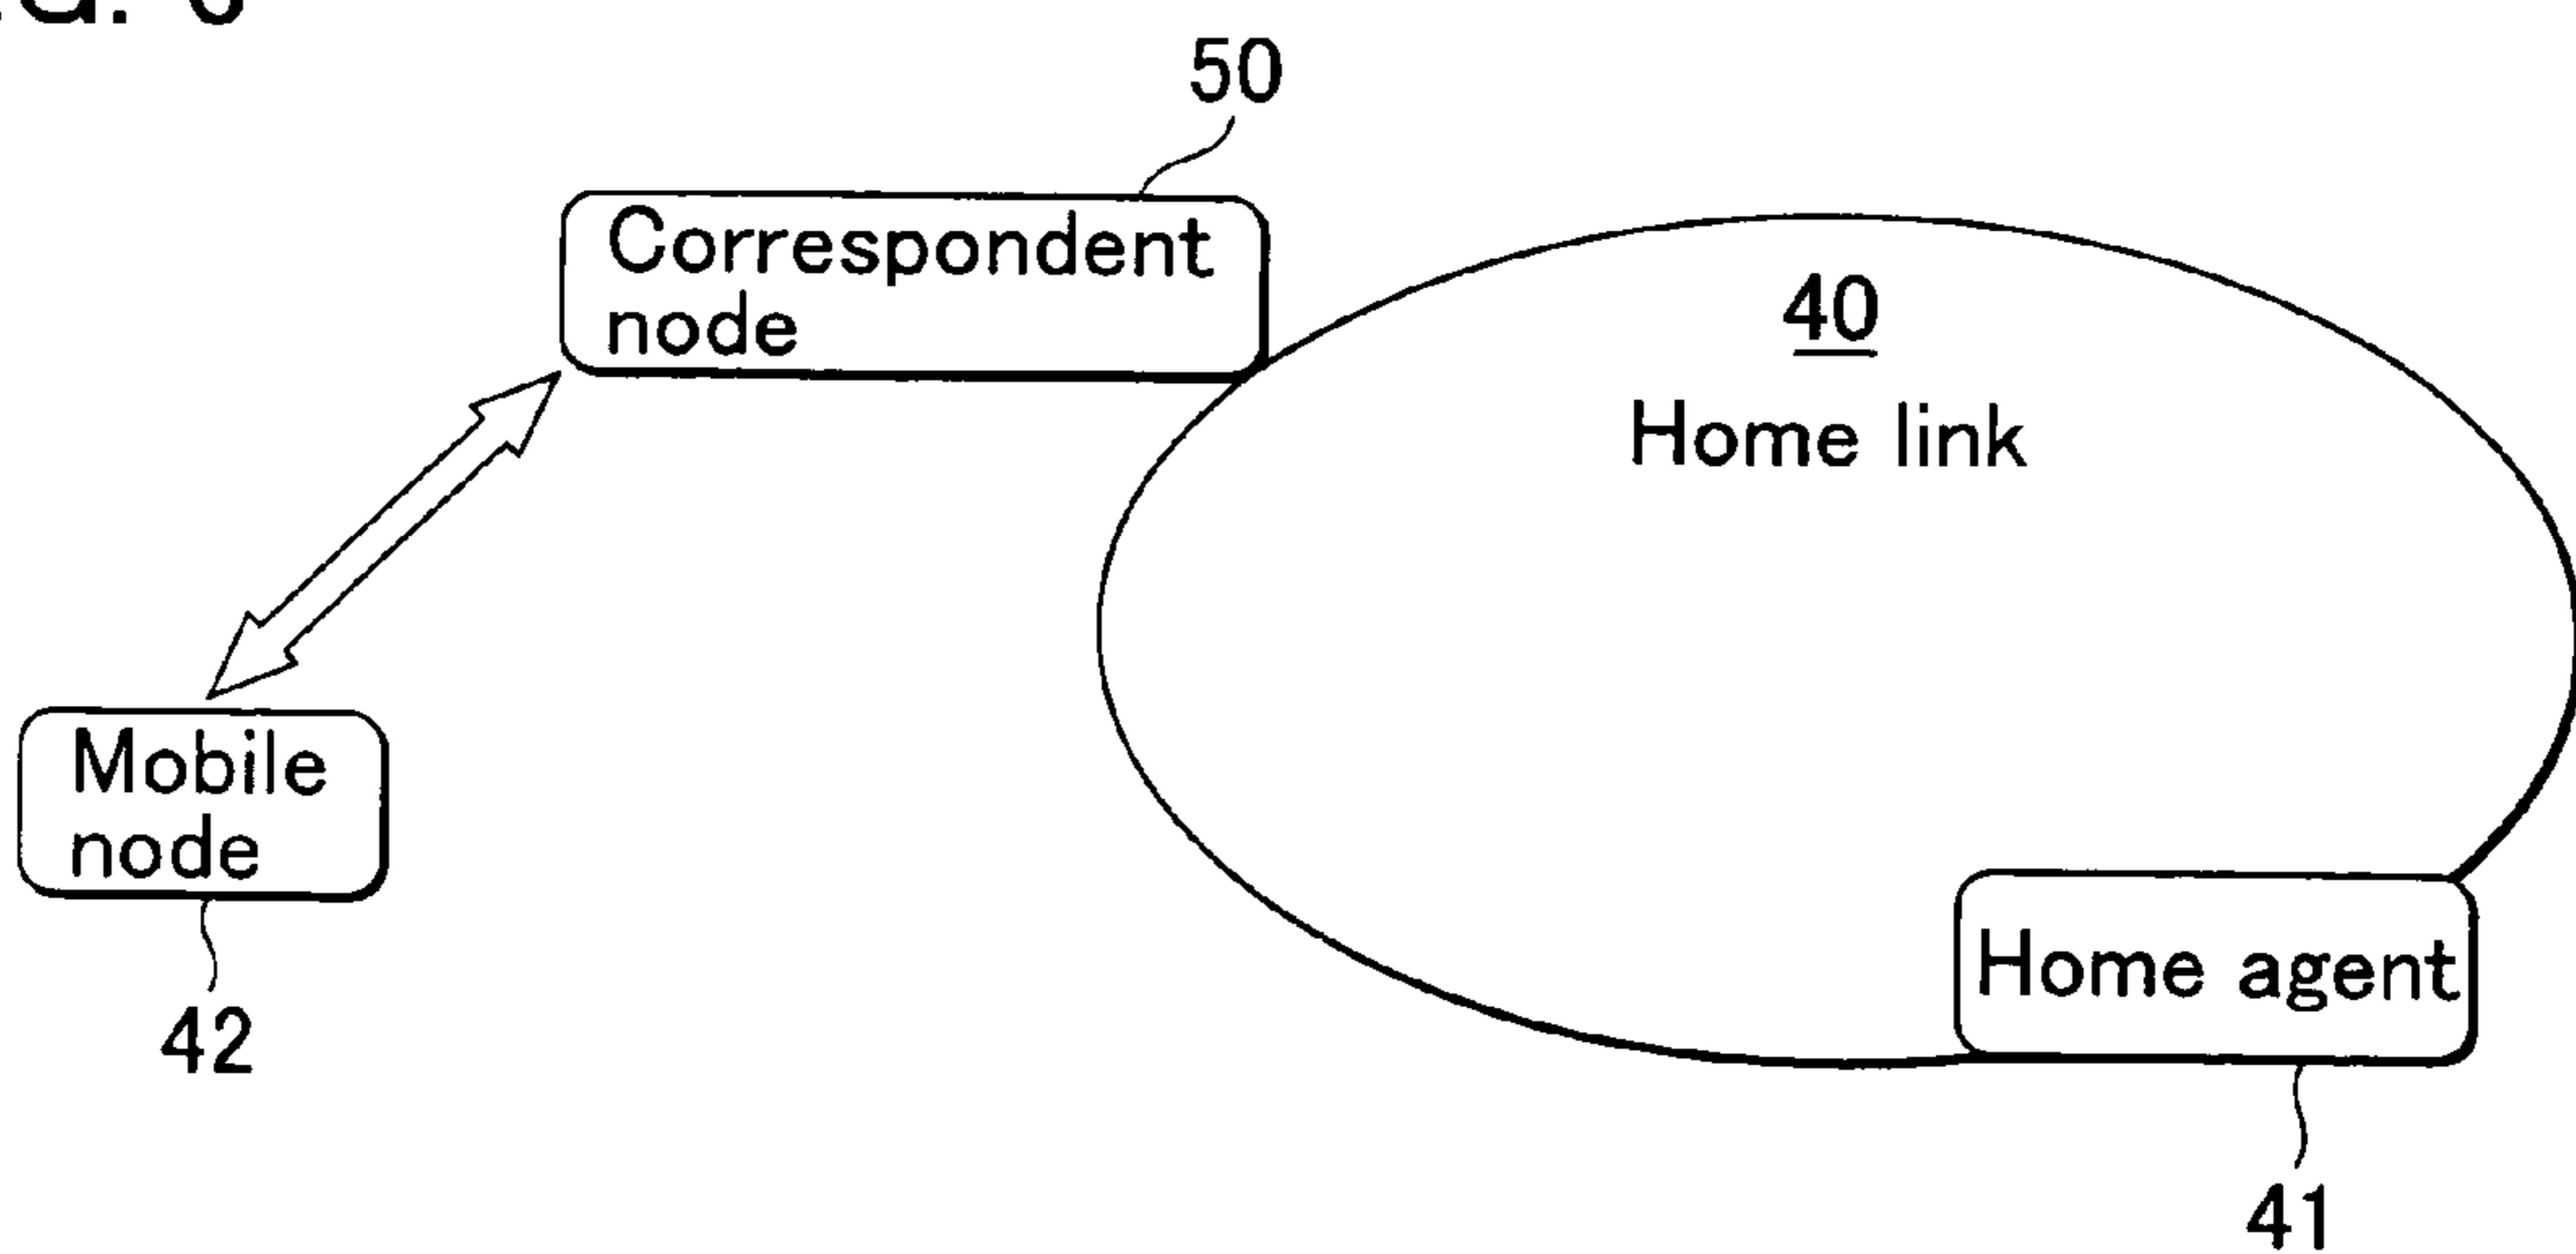 50
Correspondent
node
40
Home link
Mobile
node
Home agent
42
41